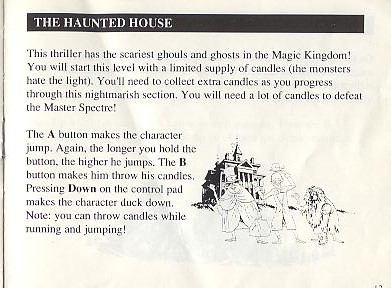 THE HAUNTED HOUSE
This thriller has the scariest ghouls and ghosts in the Magic Kingdom!
You will start this level with a limited supply of candles (the monsters
hate the light). You'll need to collect extra candles as you progress
through this nightmarish section. You will need a lot of candles to defeat
the Master Spectre!
The A button makes the character
jump. Again, the longer you hold the
button, the higher he jumps. The B
button makes him throw his candles.
Pressing Down on the control pad
makes the character duck down.
Note: you can throw candles while
running and jumping!